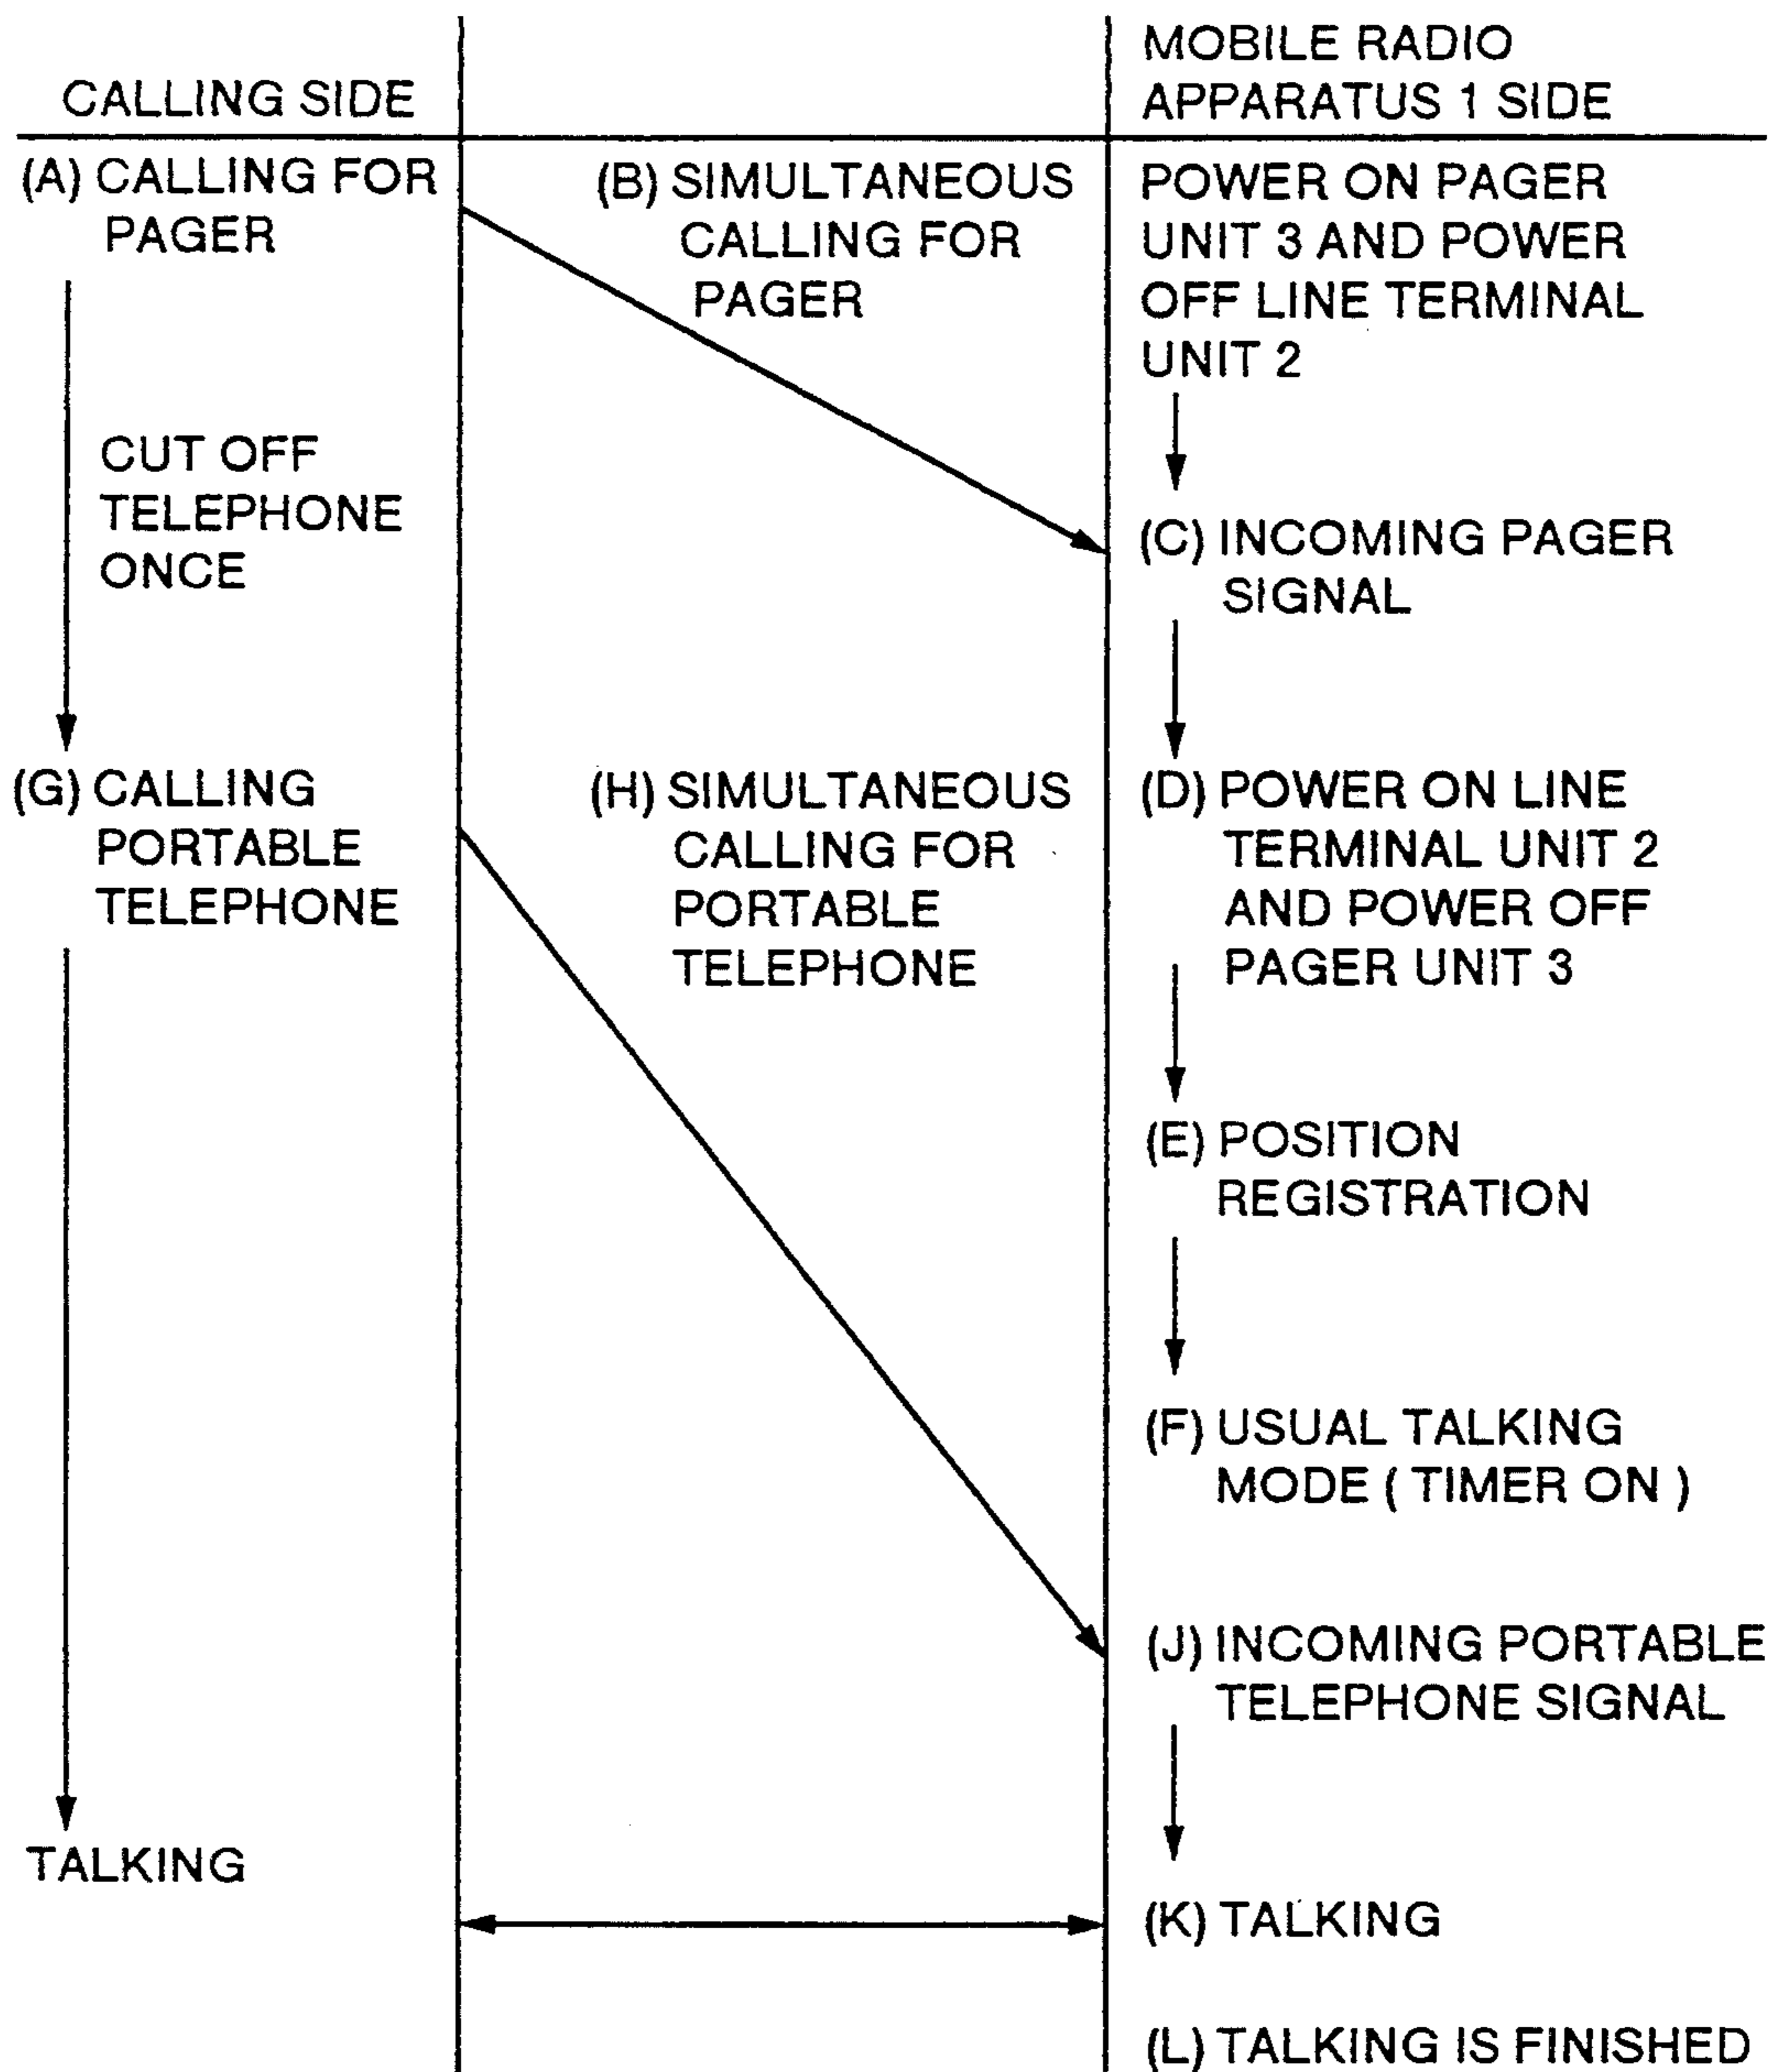 CALLING SIDE
MOBILE RADIO
APPARATUS 1 SIDE
(A) CALLING FOR
PAGER
(B) SIMULTANEOUS
CALLING FOR
PAGER
POWER ON PAGER
UNIT 3 AND POWER
OFF LINE TERMINAL
UNIT 2
CUT OFF
TELEPHONE
ONCE
(C) INCOMING PAGER
SIGNAL
(G) CALLING
PORTABLE
TELEPHONE
(H) SIMULTANEOUS
CALLING FOR
PORTABLE
TELEPHONE
(D) POWER ON LINE
TERMINAL UNIT 2
AND POWER OFF
PAGER UNIT 3
(E) POSITION
REGISTRATION
(F) USUAL TALKING
MODE ( TIMER ON )
(J) INCOMING PORTABLE
TELEPHONE SIGNAL
TALKING
(K) TALKING
(L) TALKING IS FINISHED